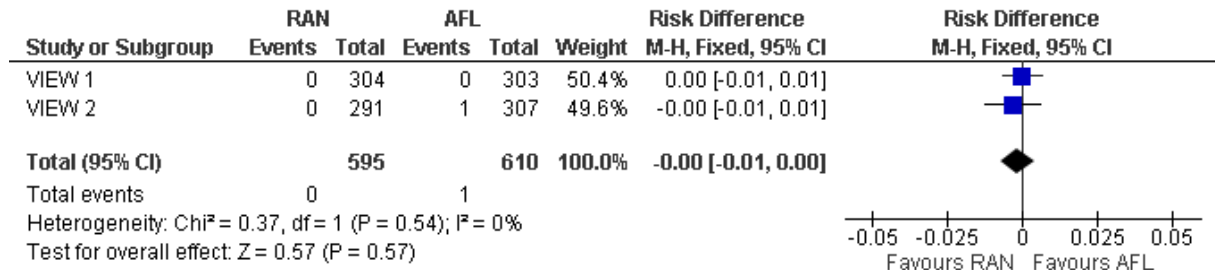 RAN AFL Risk Difference Risk Difference
Study or Subgroup Events Total Events Total Weight M-H, Fixed, 95% CI M-H, Fixed, 95% CI
VIEW 1 0 304 0 303 50.4% 0.00 [-0.01, 0.01]
VIEW 2 0 291 1 307 49.6% -0.00 [-0.01, 0.01]
Total (95% CI) 595 610 100.0% -0.00 [-0.01, 0.00]
Total events 0 1
Heterogeneity: Chi² = 0.37, df = 1 (P = 0.54); I² = 0%
Test for overall effect: Z = 0.57 (P = 0.57)
-0.05 -0.025 0 0.025 0.05
Favours RAN Favours AFL